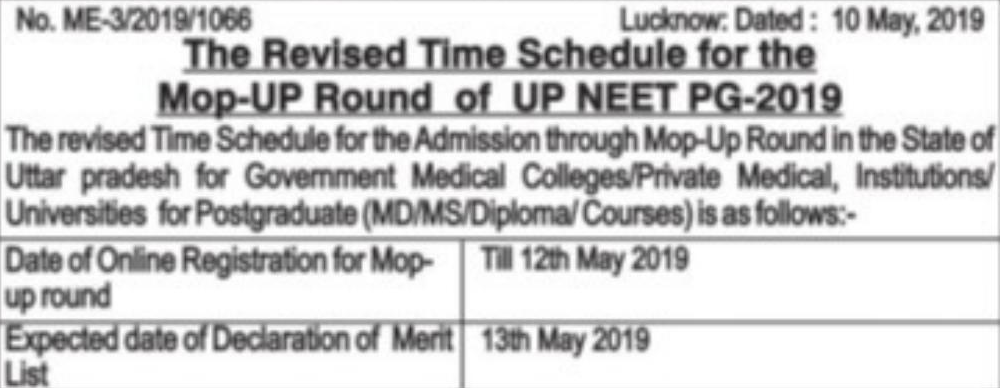 No. ME-3/2019/1066 Lucknow: Dated : 10 May, 2019
The Revised Time Schedule for the
Mop-UP Round of UP NEET PG-2019
The revised Time Schedule for the Admission through Mop-Up Round in the State of
Uttar pradesh for Government Medical Colleges/Private Medical, Institutions/
Universities for Postgraduate (MD/MS/Diploma/ Courses) is as follows:-
Date of Online Registration for Mop- Till 12th May 2019
up round
Expected date of Declaration of Merit 13th May 2019
List